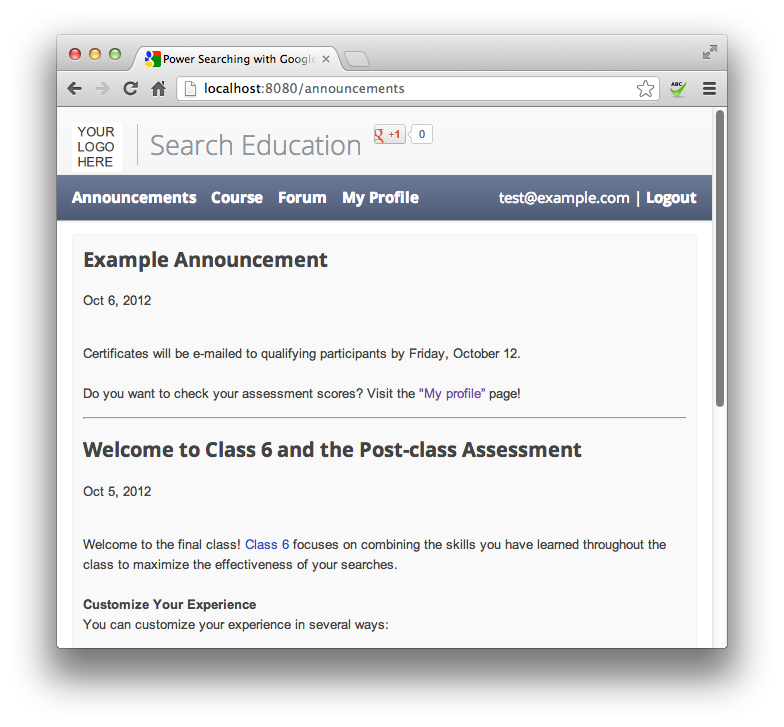 Power Searching with Google
localhost:8080/announcements
ABC
YOUR
LOGO
HERE
Search Education
g +1
0
Announcements Course Forum My Profile
test@example.com | Logout
Example Announcement
Oct 6, 2012
Certificates will be e-mailed to qualifying participants by Friday, October 12.
Do you want to check your assessment scores? Visit the "My profile" page!
Welcome to Class 6 and the Post-class Assessment
Oct 5, 2012
Welcome to the final class! Class 6 focuses on combining the skills you have learned throughout the
class to maximize the effectiveness of your searches.
Customize Your Experience
You can customize your experience in several ways: